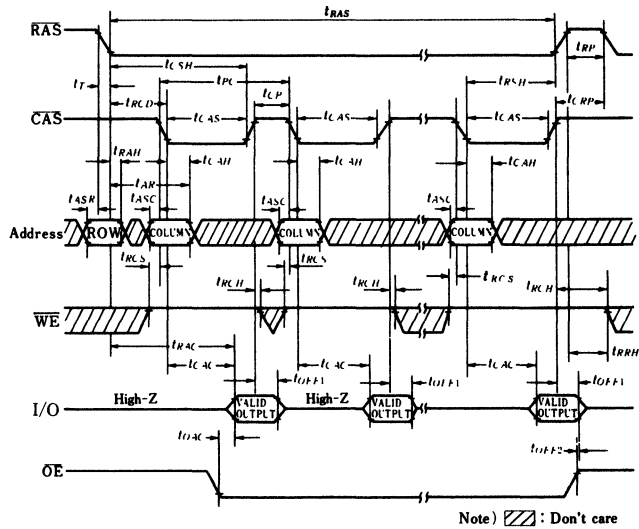 tRAS
RAS
tRP
tCSH
tPC
tRSH
tT
tRCD
tCP
tCRP
CAS
tCAS
tCAS
tCAS
tRAH
tCAH
tCAH
tCAH
tAR
tASR
tASC
tASC
tASC
Address
ROW
COLUMN
COLUMN
COLUMN
tRCS
tRCS
tRCS
tRCH
tRCH
tRCH
WE
tRAC
tRRH
tCAC
tCAC
tCAC
tOFF1
tOFF1
tOFF1
I/O
High-Z
VALID OUTPUT
High-Z
VALID OUTPUT
VALID OUTPUT
tOAC
tOFF2
OE
Note) : Don't care